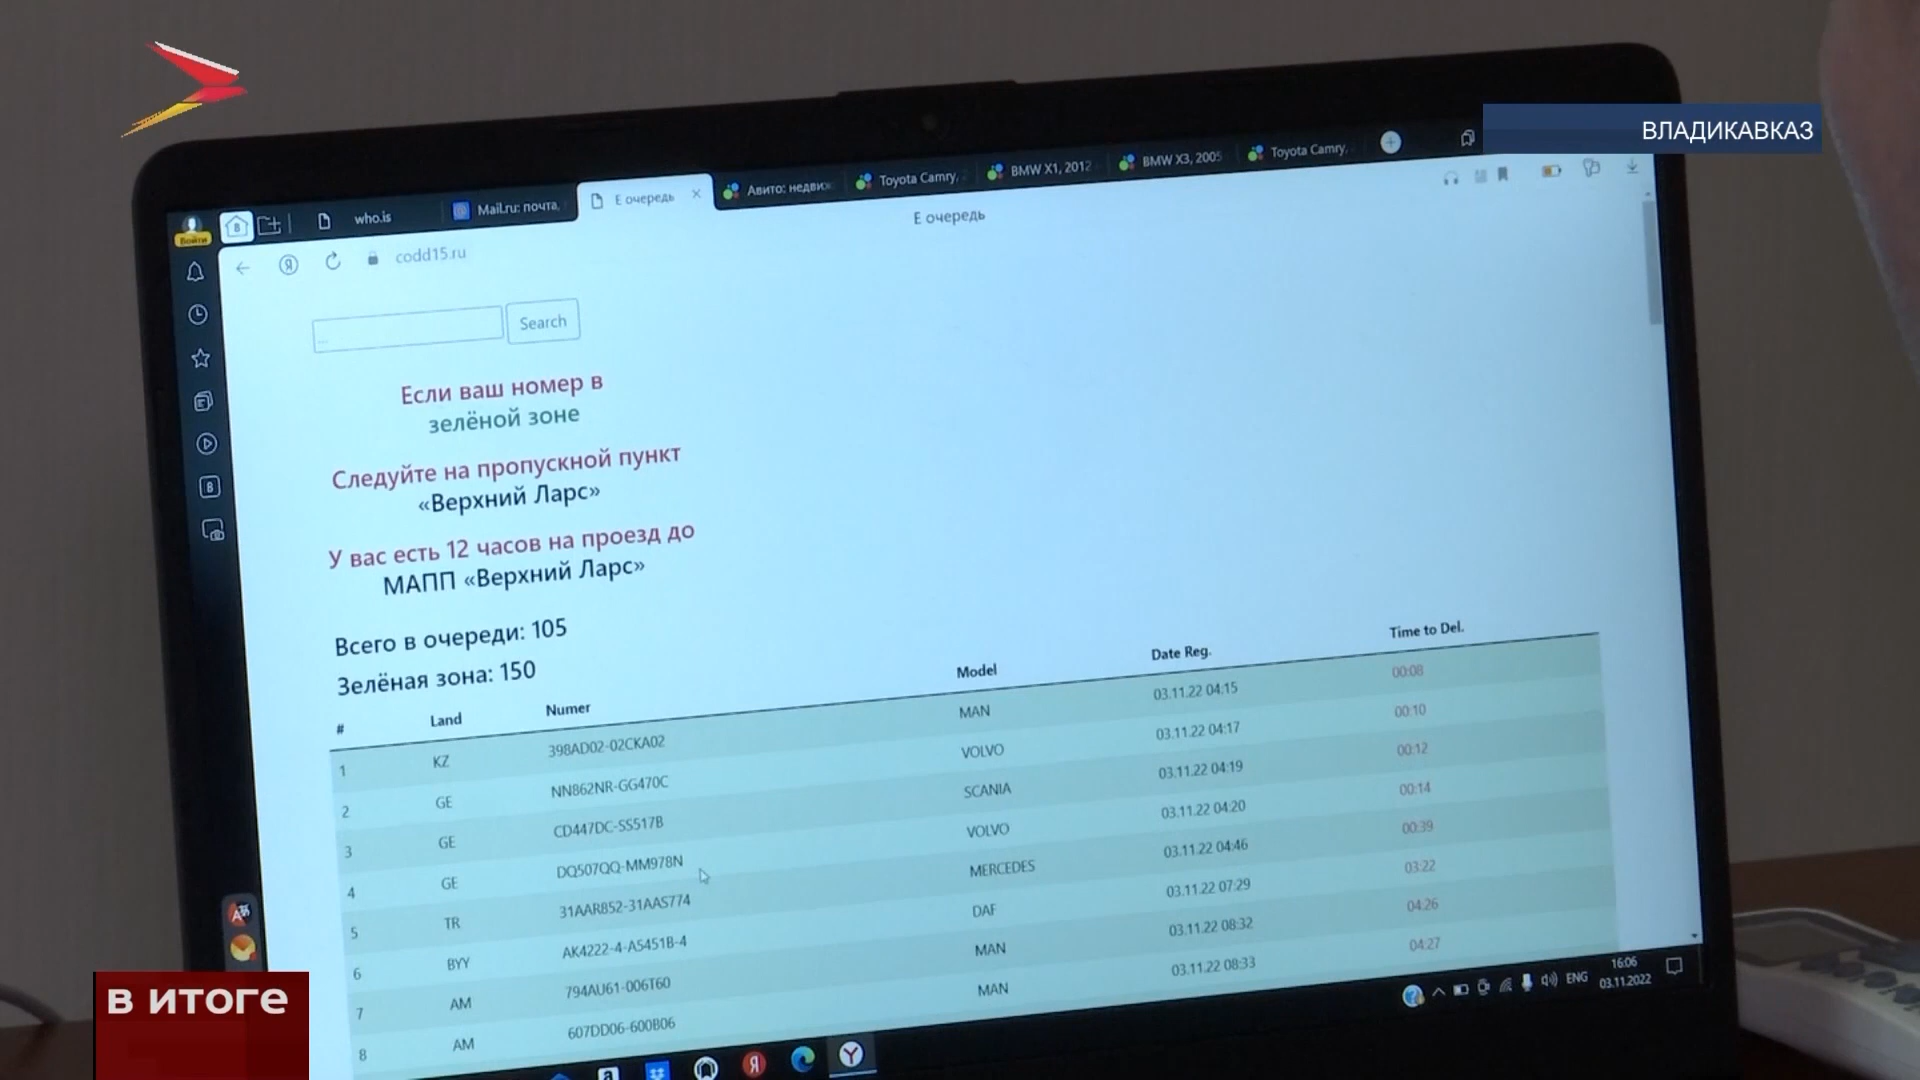 ВЛАДИКАВКАЗ
who.is
Mail.ru: почта,
Е очередь
Авито: недвиж
Toyota Camry,
BMW X1, 2012
BMW X3, 2005
Toyota Camry,
Войти
codd15.ru
Е очередь
... Search
Если ваш номер в
зелёной зоне
Следуйте на пропускной пункт
«Верхний Ларс»
У вас есть 12 часов на проезд до
МАПП «Верхний Ларс»
Всего в очереди: 105
Зелёная зона: 150
# Land Numer Model Date Reg. Time to Del.
1 KZ 398AD02-02CKA02 MAN 03.11.22 04:15 00:08
2 GE NN862NR-GG470C VOLVO 03.11.22 04:17 00:10
3 GE CD447DC-SS517B SCANIA 03.11.22 04:19 00:12
4 GE DQ507QQ-MM978N VOLVO 03.11.22 04:20 00:14
5 TR 31AAR852-31AAS774 MERCEDES 03.11.22 04:46 00:39
6 BYY AK4222-4-A5451B-4 DAF 03.11.22 07:29 03:22
7 AM 794AU61-006T60 MAN 03.11.22 08:32 04:26
8 AM 607DD06-600B06 MAN 03.11.22 08:33 04:27
ENG
16:06
03.11.2022
В ИТОГЕ